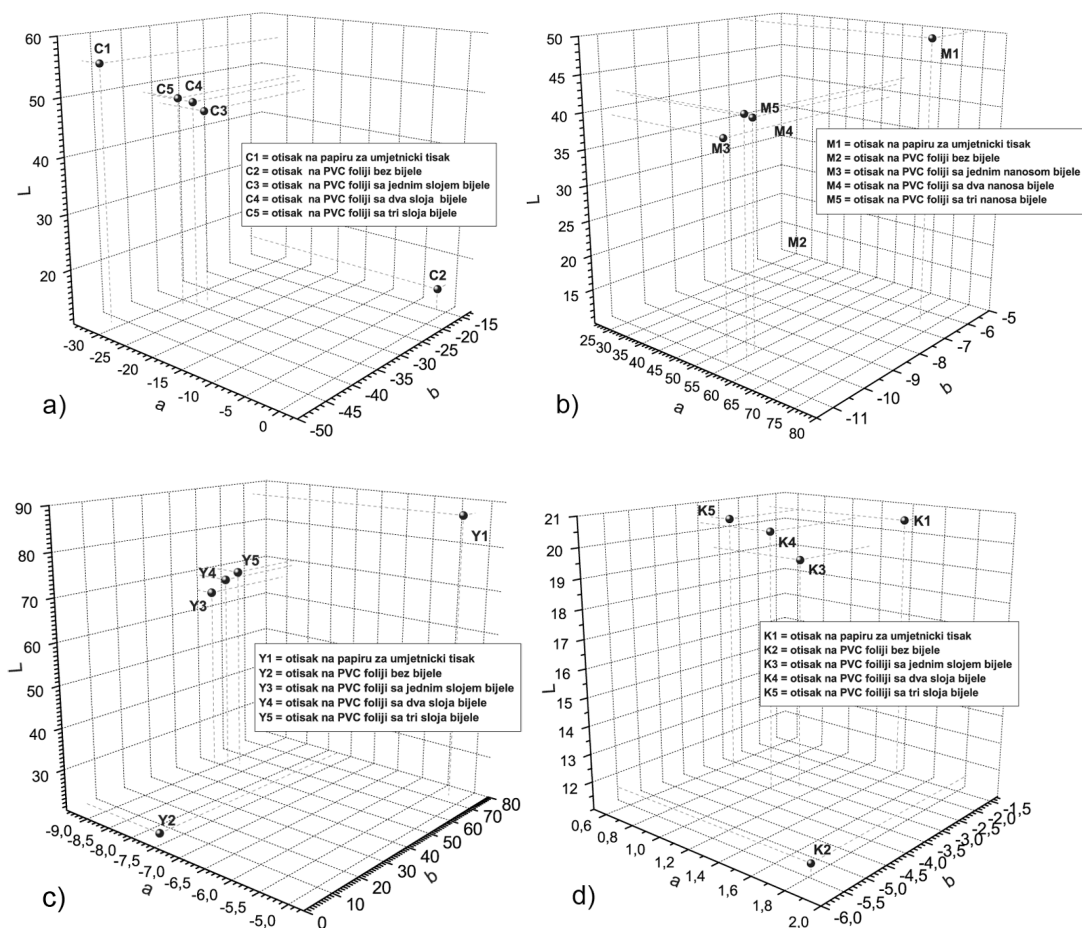 a)
L
60
50
40
30
20
C1
C5
C4
C3
C2
C1 = otisak na papiru za umjetnicki tisak
C2 = otisak na PVC foliji bez bijele
C3 = otisak na PVC foliji sa jednim slojem bijele
C4 = otisak na PVC foliji sa dva sloja bijele
C5 = otisak na PVC foliji sa tri sloja bijele
-30
-25
-20
-15
-10
-5
0
a
-50
-45
-40
-35
-30
-25
-20
-15
b
b)
L
50
45
40
35
30
25
20
15
M1
M5
M4
M3
M2
M1 = otisak na papiru za umjetnicki tisak
M2 = otisak na PVC foliji bez bijele
M3 = otisak na PVC foliji sa jednim nanosom bijele
M4 = otisak na PVC foliji sa dva nanosa bijele
M5 = otisak na PVC foliji sa tri nanosa bijele
25
30
35
40
45
50
55
60
65
70
75
80
a
-11
-10
-9
-8
-7
-6
-5
b
c)
L
90
80
70
60
50
40
30
Y1
Y5
Y4
Y3
Y2
Y1 = otisak na papiru za umjetnicki tisak
Y2 = otisak na PVC foliji bez bijele
Y3 = otisak na PVC foliji sa jednim slojem bijele
Y4 = otisak na PVC foliji sa dva sloja bijele
Y5 = otisak na PVC foliji sa tri sloja bijele
-9,0
-8,5
-8,0
-7,5
-7,0
-6,5
-6,0
-5,5
-5,0
a
0
10
20
30
40
50
60
70
80
b
d)
L
21
20
19
18
17
16
15
14
13
12
K5
K1
K4
K3
K2
K1 = otisak na papiru za umjetnicki tisak
K2 = otisak na PVC foliji bez bijele
K3 = otisak na PVC foiliji sa jednim slojem bijele
K4 = otisak na PVC foliji sa dva sloja bijele
K5 = otisak na PVC foiliji sa tri sloja bijele
0,6
0,8
1,0
1,2
1,4
1,6
1,8
2,0
a
-6,0
-5,5
-5,0
-4,5
-4,0
-3,5
-3,0
-2,5
-2,0
-1,5
b